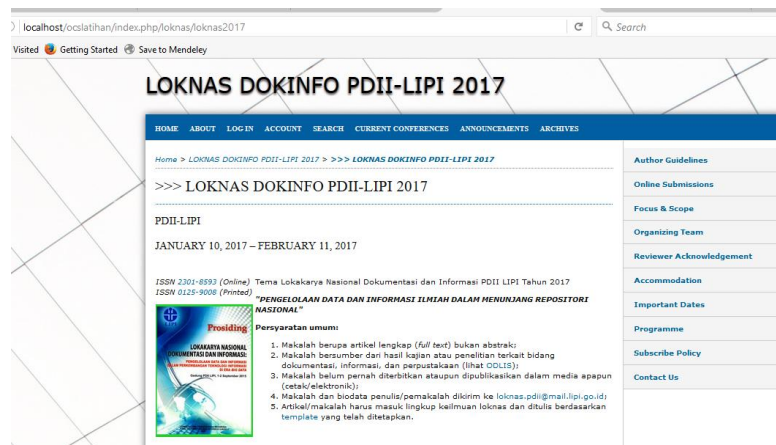 localhost/ocslatihan/index.php/loknas/loknas2017
Search
Visited Getting Started Save to Mendeley
LOKNAS DOKINFO PDII-LIPI 2017
HOME ABOUT LOG IN ACCOUNT SEARCH CURRENT CONFERENCES ANNOUNCEMENTS ARCHIVES
Home > LOKNAS DOKINFO PDII-LIPI 2017 > >>> LOKNAS DOKINFO PDII-LIPI 2017
>>> LOKNAS DOKINFO PDII-LIPI 2017
PDII-LIPI
JANUARY 10, 2017 – FEBRUARY 11, 2017
ISSN 2301-8593 (Online)
ISSN 0125-9008 (Printed)
Prosiding
LOKAKARYA NASIONAL
DOKUMENTASI DAN INFORMASI:
Tema Lokakarya Nasional Dokumentasi dan Informasi PDII LIPI Tahun 2017
"PENGELOLAAN DATA DAN INFORMASI ILMIAH DALAM MENUNJANG REPOSITORI
NASIONAL"
Persyaratan umum:
1. Makalah berupa artikel lengkap (full text) bukan abstrak;
2. Makalah bersumber dari hasil kajian atau penelitian terkait bidang
dokumentasi, informasi, dan perpustakaan (lihat ODLIS);
3. Makalah belum pernah diterbitkan ataupun dipublikasikan dalam media apapun
(cetak/elektronik);
4. Makalah dan biodata penulis/pemakalah dikirim ke loknas.pdii@mail.lipi.go.id;
5. Artikel/makalah harus masuk lingkup keilmuan loknas dan ditulis berdasarkan
template yang telah ditetapkan.
Author Guidelines
Online Submissions
Focus & Scope
Organizing Team
Reviewer Acknowledgement
Accommodation
Important Dates
Programme
Subscribe Policy
Contact Us